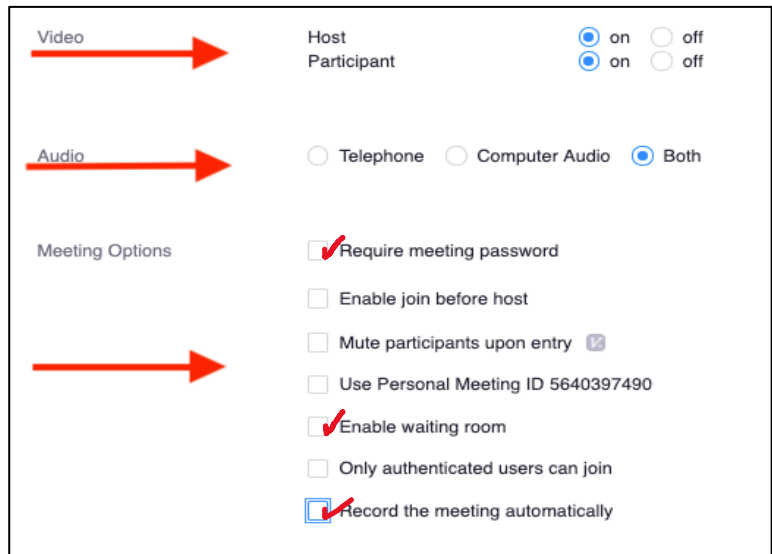 Video Host on off
Participant on off
Audio Telephone Computer Audio Both
Meeting Options Require meeting password
Enable join before host
Mute participants upon entry
Use Personal Meeting ID 5640397490
Enable waiting room
Only authenticated users can join
Record the meeting automatically